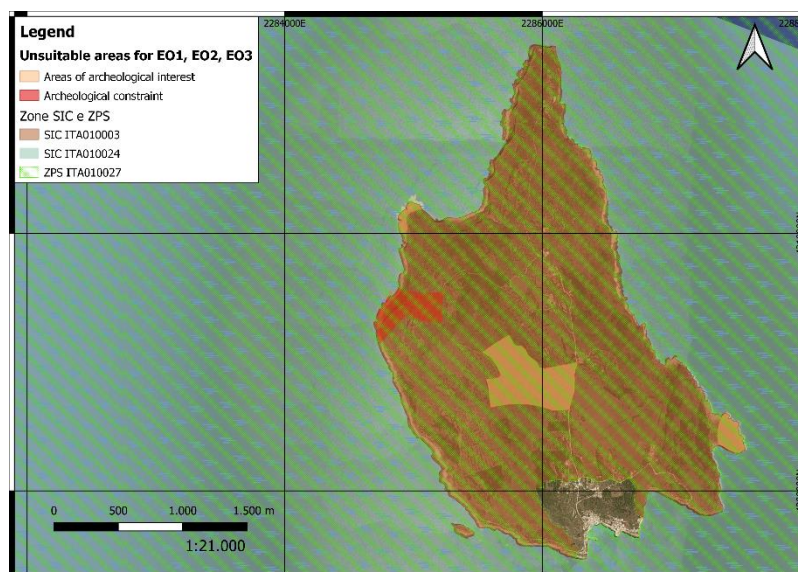 Legend
Unsuitable areas for EO1, EO2, EO3
Areas of archeological interest
Archeological constraint
Zone SIC e ZPS
SIC ITA010003
SIC ITA010024
ZPS ITA010027
2284000E
2286000E
0
500
1.000
1.500 m
1:21.000